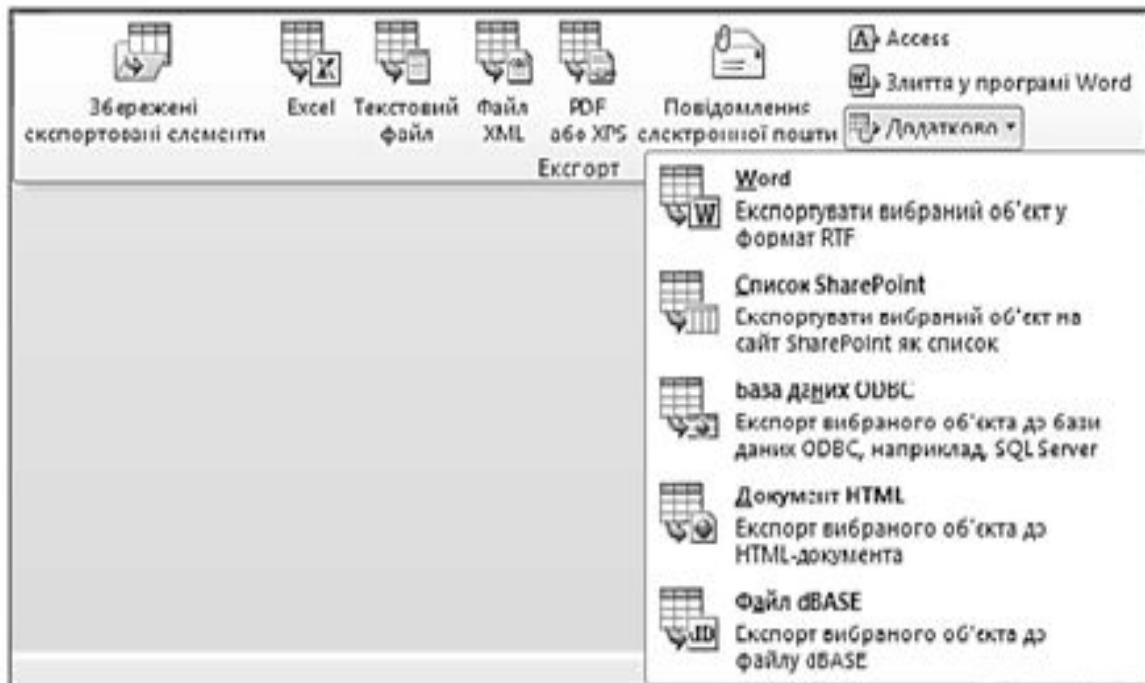 Збережені
експортовані елементи
Excel
Текстовий
файл
Файл
XML
PDF
або XPS
Повідомлення
електронної пошти
Access
Злиття у програмі Word
Додатково
Експорт
Word
Експортувати вибраний об'єкт у
формат RTF
Список SharePoint
Експортувати вибраний об'єкт на
сайт SharePoint як список
База даних ODBC
Експорт вибраного об'єкта до бази
даних ODBC, наприклад, SQL Server
Документ HTML
Експорт вибраного об'єкта до
HTML-документа
Файл dBASE
Експорт вибраного об'єкта до
файлу dBASE